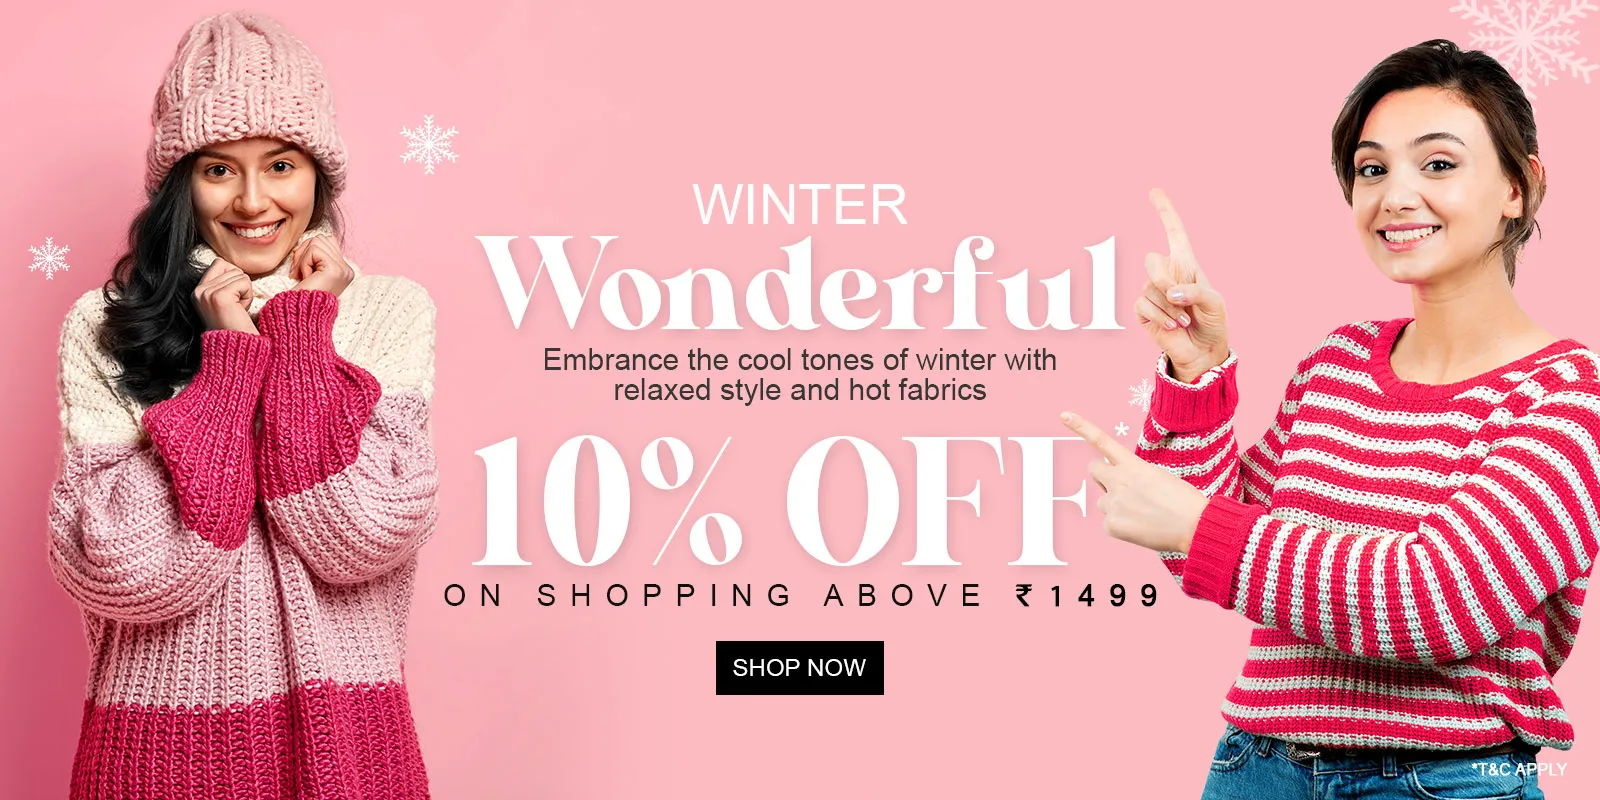 WINTER
Wonderful
Embrance the cool tones of winter with
relaxed style and hot fabrics
10% OFF*
ON SHOPPING ABOVE ₹1499
SHOP NOW
*T&C APPLY